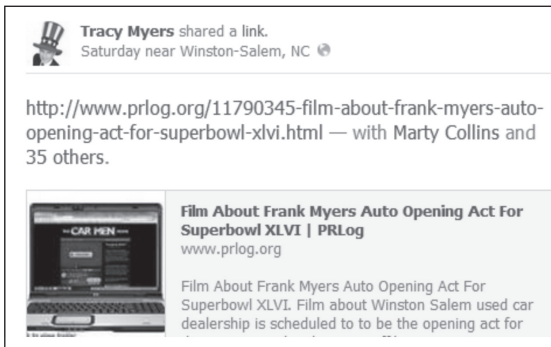 Tracy Myers shared a link.
Saturday near Winston-Salem, NC
http://www.prlog.org/11790345-film-about-frank-myers-auto-
opening-act-for-superbowl-xlvi.html — with Marty Collins and
35 others.
THE CAR MEN
Film About Frank Myers Auto Opening Act For
Superbowl XLVI | PRLog
www.prlog.org
Film About Frank Myers Auto Opening Act For
Superbowl XLVI. Film about Winston Salem used car
dealership is scheduled to to be the opening act for